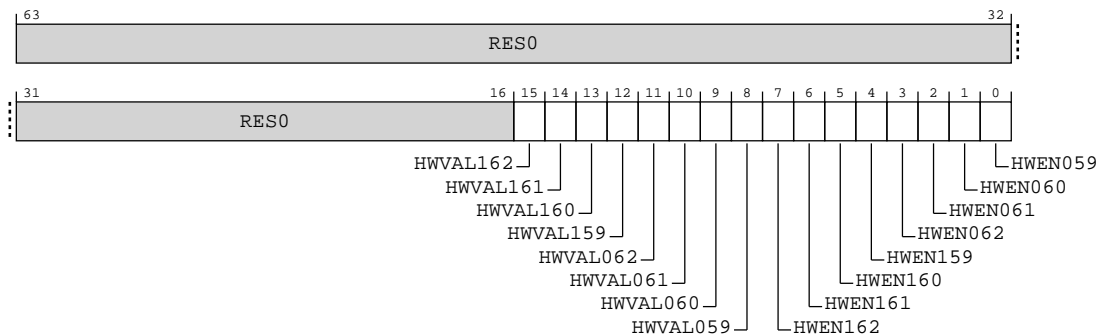 63 32
RES0
31 16 15 14 13 12 11 10 9 8 7 6 5 4 3 2 1 0
RES0
HWVAL162 HWEN059
HWVAL161 HWEN060
HWVAL160 HWEN061
HWVAL159 HWEN062
HWVAL062 HWEN159
HWVAL061 HWEN160
HWVAL060 HWEN161
HWVAL059 HWEN162